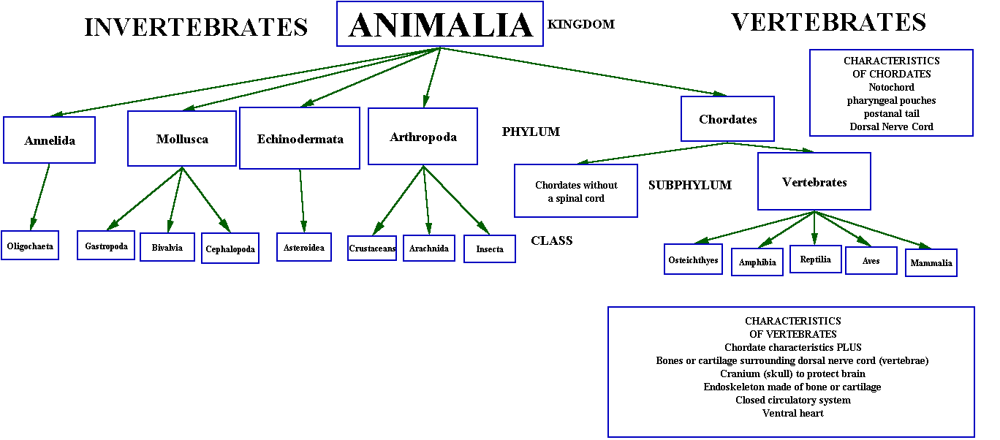 INVERTEBRATES
ANIMALIA
KINGDOM
VERTEBRATES
CHARACTERISTICS
OF CHORDATES
Notochord
pharyngeal pouches
postanal tail
Dorsal Nerve Cord
Annelida
Mollusca
Echinodermata
Arthropoda
PHYLUM
Chordates
Chordates without
a spinal cord
SUBPHYLUM
Vertebrates
Oligochaeta
Gastropoda
Bivalvia
Cephalopoda
Asteroidea
Crustaceans
Arachnida
Insecta
CLASS
Osteichthyes
Amphibia
Reptilia
Aves
Mammalia
CHARACTERISTICS
OF VERTEBRATES
Chordate characteristics PLUS
Bones or cartilage surrounding dorsal nerve cord (vertebrae)
Cranium (skull) to protect brain
Endoskeleton made of bone or cartilage
Closed circulatory system
Ventral heart